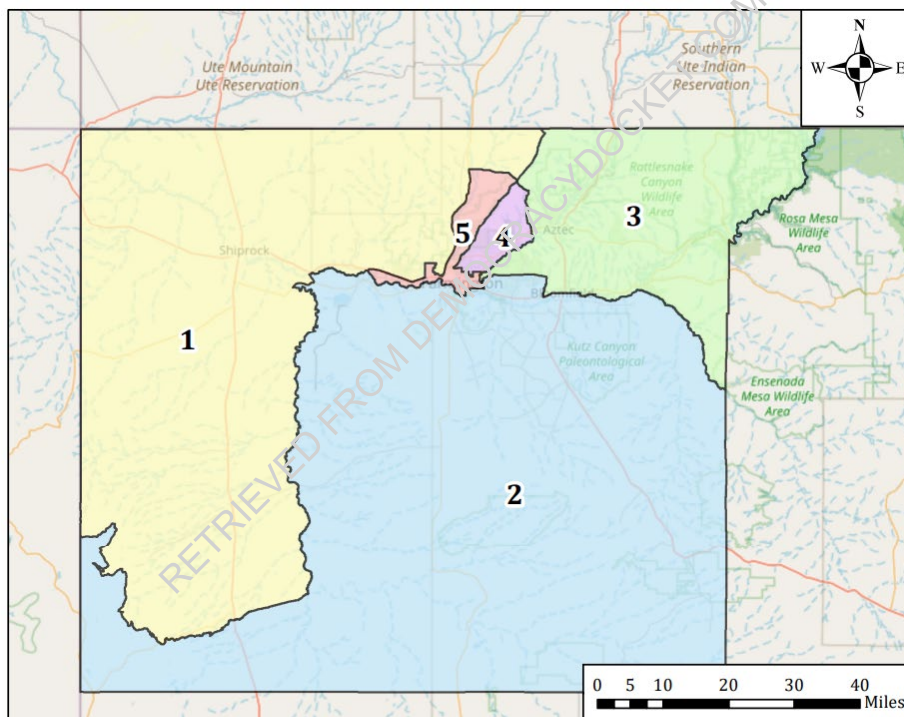 N
W
E
S
Ute Mountain
Ute Reservation
Southern
Ute Indian
Reservation
Rattlesnake
Canyon
Wildlife
Area
3
Rosa Mesa
Wildlife
Area
5
4
Aztec
Shiprock
1
Kutz Canyon
Paleontological
Area
Ensenada
Mesa Wildlife
Area
2
RETRIEVED FROM
0 5 10 20 30 40
Miles